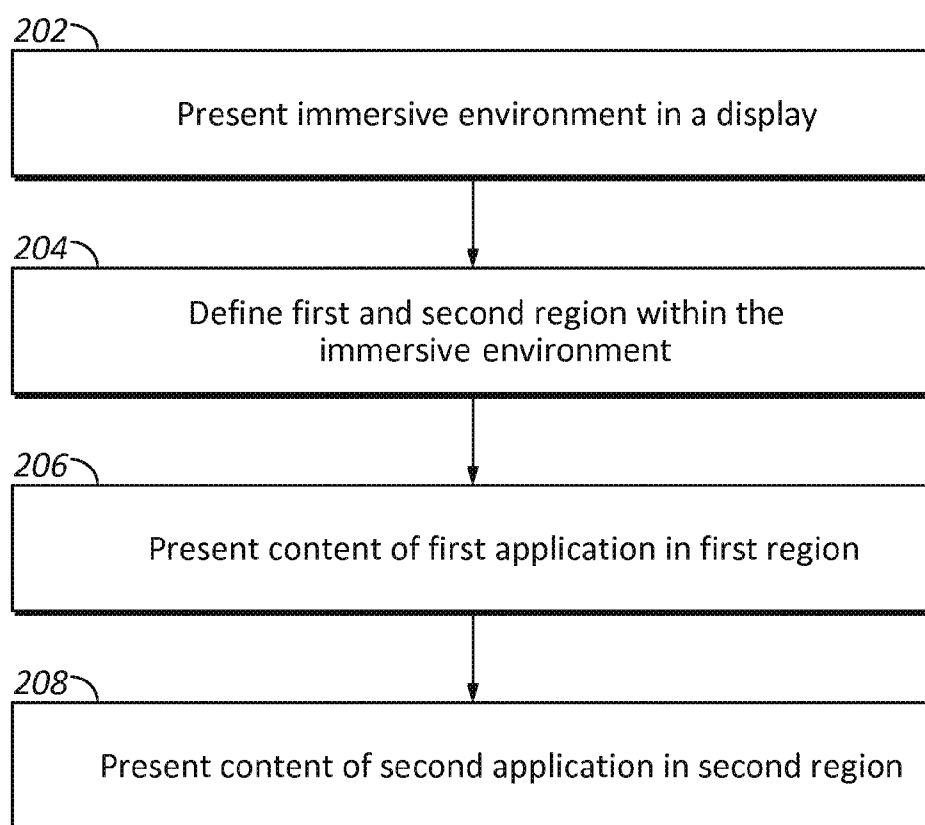 202
Present immersive environment in a display
204
Define first and second region within the
immersive environment
206
Present content of first application in first region
208
Present content of second application in second region